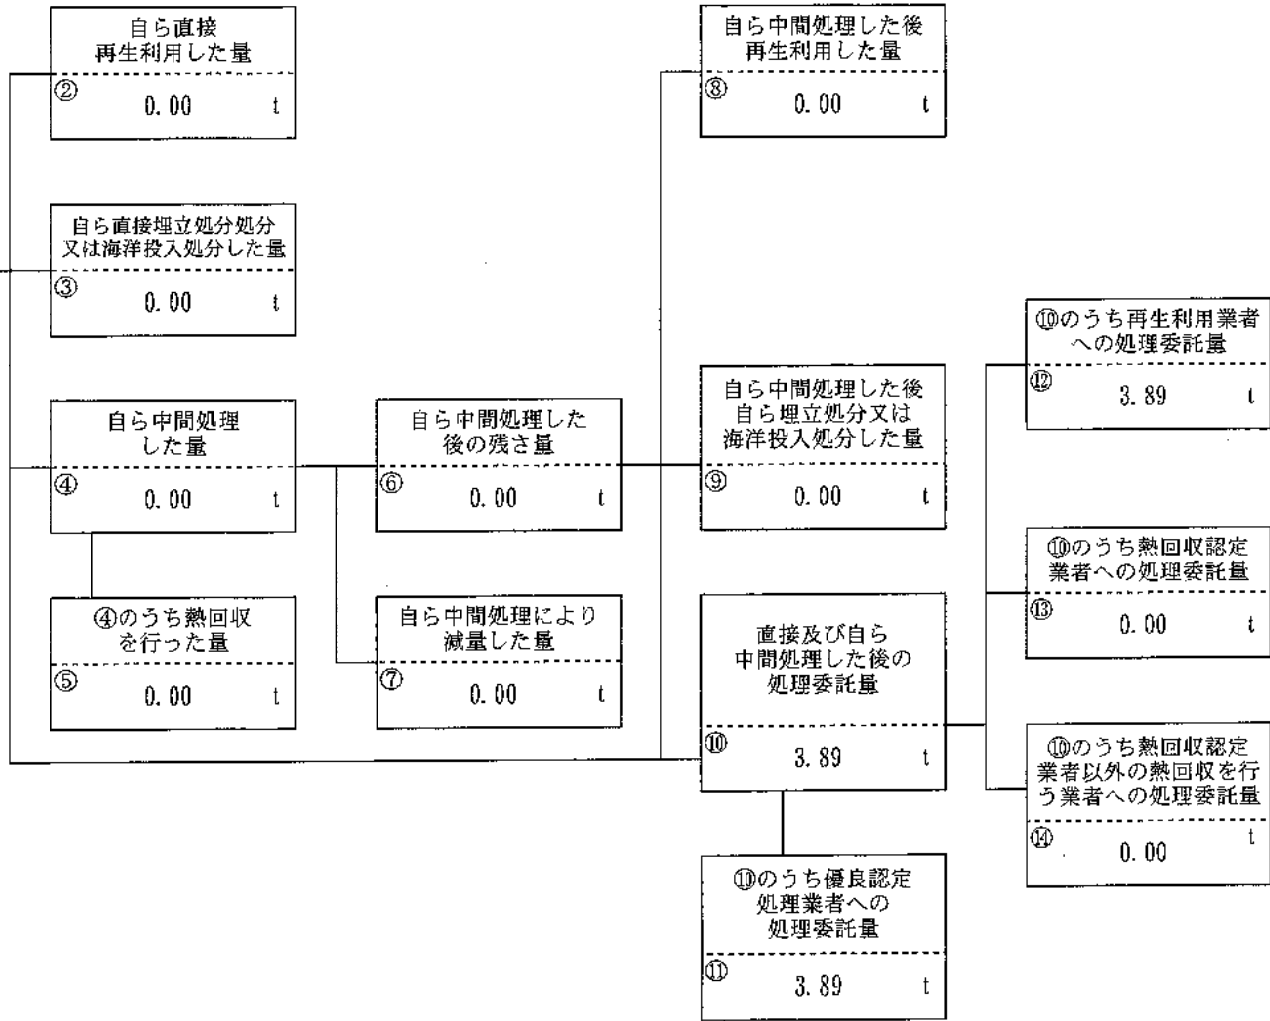 自ら直接
再生利用した量
② 0.00 t
自ら直接埋立処分処分
又は海洋投入処分した量
③ 0.00 t
自ら中間処理
した量
④ 0.00 t
④のうち熱回収
を行った量
⑤ 0.00 t
自ら中間処理した
後の残さ量
⑥ 0.00 t
自ら中間処理により
減量した量
⑦ 0.00 t
自ら中間処理した後
再生利用した量
⑧ 0.00 t
自ら中間処理した後
自ら埋立処分又は
海洋投入処分した量
⑨ 0.00 t
直接及び自ら
中間処理した後の
処理委託量
⑩ 3.89 t
⑩のうち優良認定
処理業者への
処理委託量
⑪ 3.89 t
⑩のうち再生利用業者
への処理委託量
⑫ 3.89 t
⑩のうち熱回収認定
業者への処理委託量
⑬ 0.00 t
⑩のうち熱回収認定
業者以外の熱回収を行
う業者への処理委託量
⑭ 0.00 t